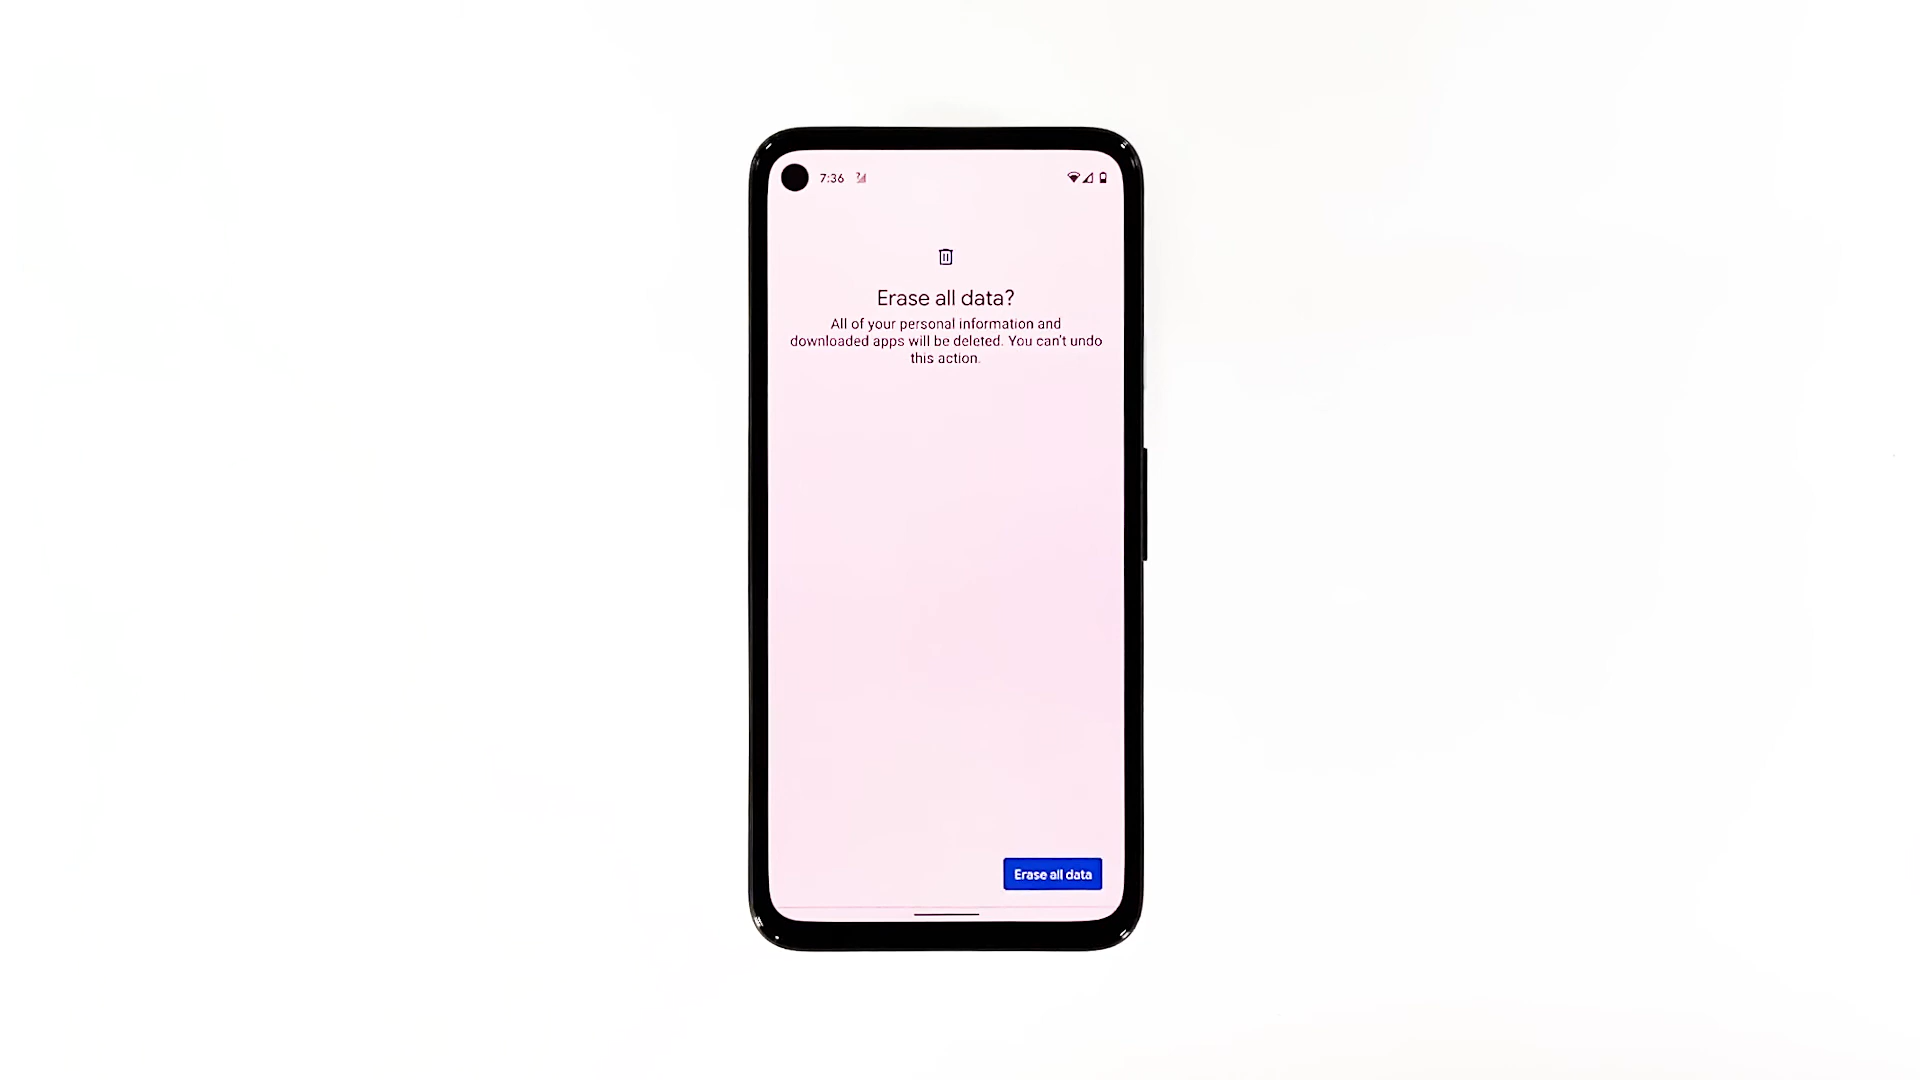 7:36
Erase all data?
All of your personal information and
downloaded apps will be deleted. You can't undo
this action.
Erase all data